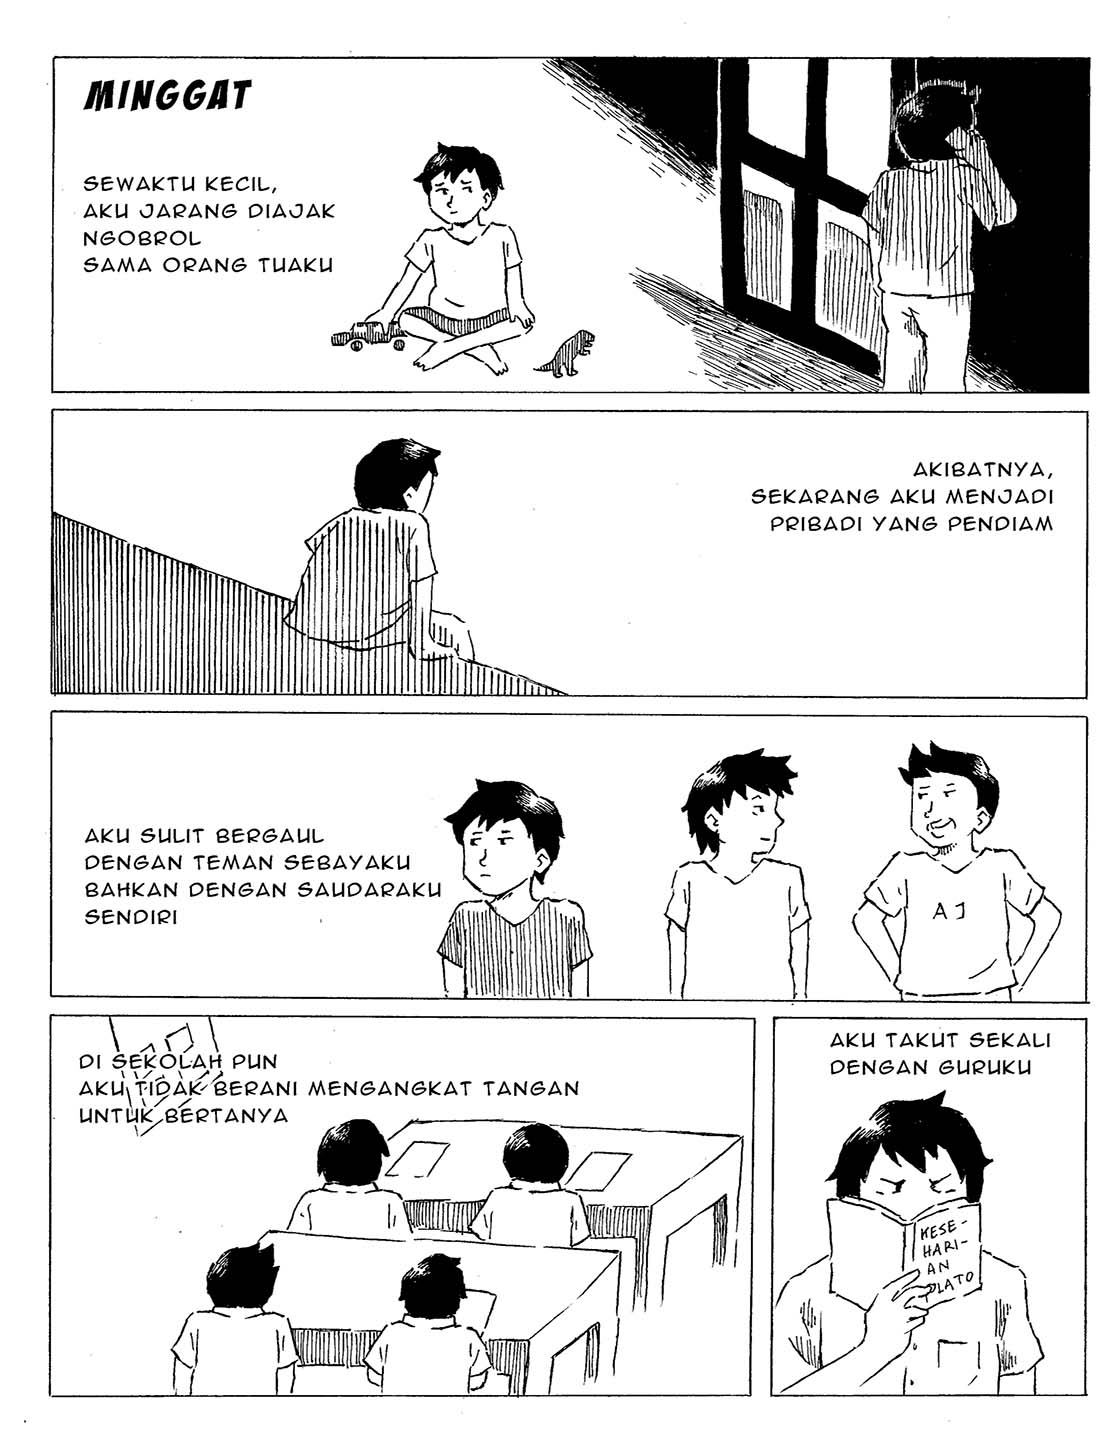 MINGGAT
SEWAKTU KECIL,
AKU JARANG DIAJAK
NGOBROL
SAMA ORANG TUAKU
AKIBATNYA,
SEKARANG AKU MENJADI
PRIBADI YANG PENDIAM
AKU SULIT BERGAUL
DENGAN TEMAN SEBAYAKU
BAHKAN DENGAN SAUDARAKU
SENDIRI
AJ
DI SEKOLAH PUN
AKU TIDAK BERANI MENGANGKAT TANGAN
UNTUK BERTANYA
AKU TAKUT SEKALI
DENGAN GURUKU
KESE-
HARI-
AN
PLATO